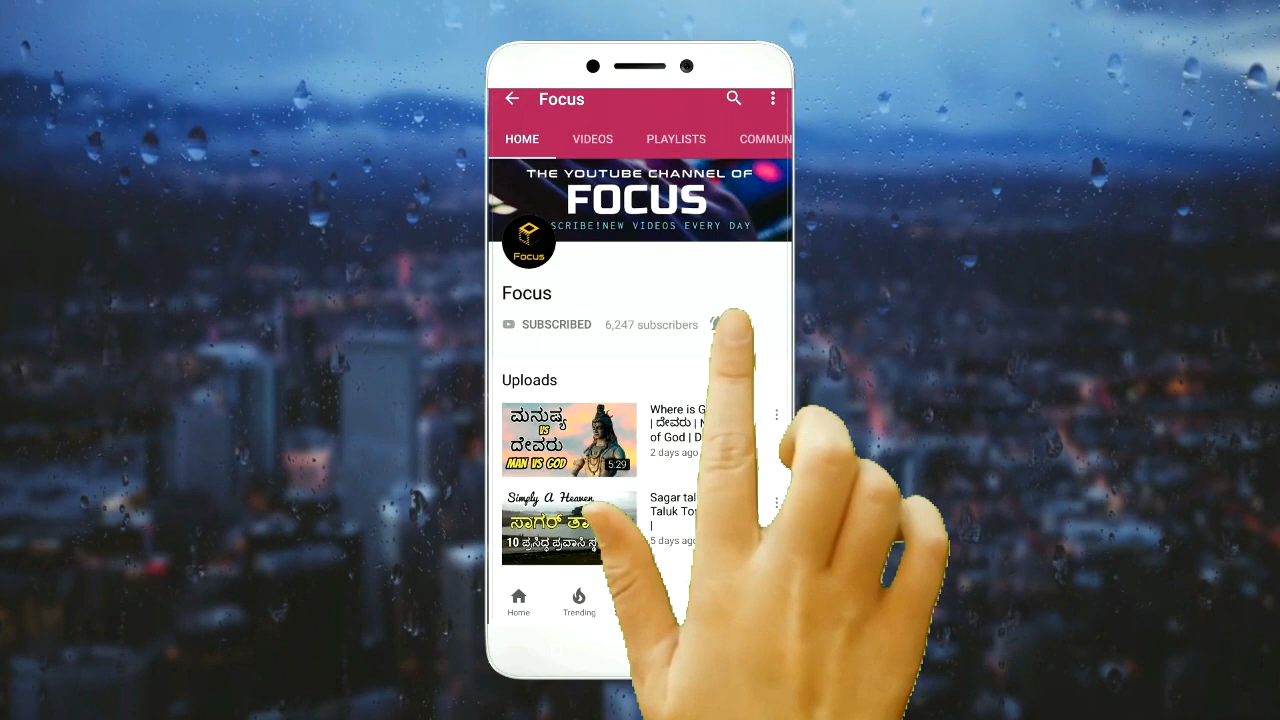 Focus
HOME VIDEOS PLAYLISTS COMMUN
THE YOUTUBE CHANNEL OF
FOCUS
SCRIBE!NEW VIDEOS EVERY DAY
Focus
Focus
SUBSCRIBED 6,247 subscribers
Uploads
ಮನುಷ್ಯ
VS
ದೇವರು
MAN VS GOD
5:29
Where is G
| ದೇವರು |
of God | D
2 days ago
Simply A Heaven
ಸಾಗರ್ ತಾ
10 ಪ್ರಸಿದ್ಧ ಪ್ರವಾಸಿ ಸ್ಥ
Sagar tal
Taluk To
|
5 days ago
Home Trending